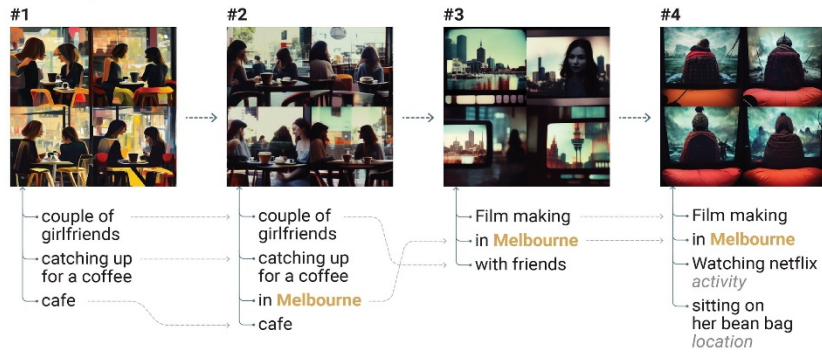 #1
#2
#3
#4
couple of
girlfriends
catching up
for a coffee
cafe
couple of
girlfriends
catching up
for a coffee
in Melbourne
cafe
Film making
in Melbourne
with friends
Film making
in Melbourne
Watching netflix
activity
sitting on
her bean bag
location